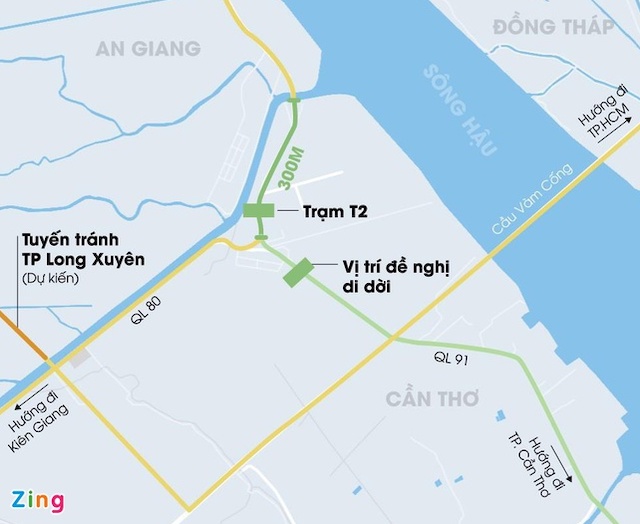 AN GIANG
ĐỒNG THÁP
SÔNG HẬU
Hướng đi
TP.HCM
300M
Cầu Vàm Cống
Trạm T2
Tuyến tránh
TP Long Xuyên
(Dự kiến)
Vị trí đề nghị
di dời
QL 80
QL 91
CẦN THƠ
Hướng đi
Kiên Giang
Hướng đi
TP. Cần Thơ
Zing